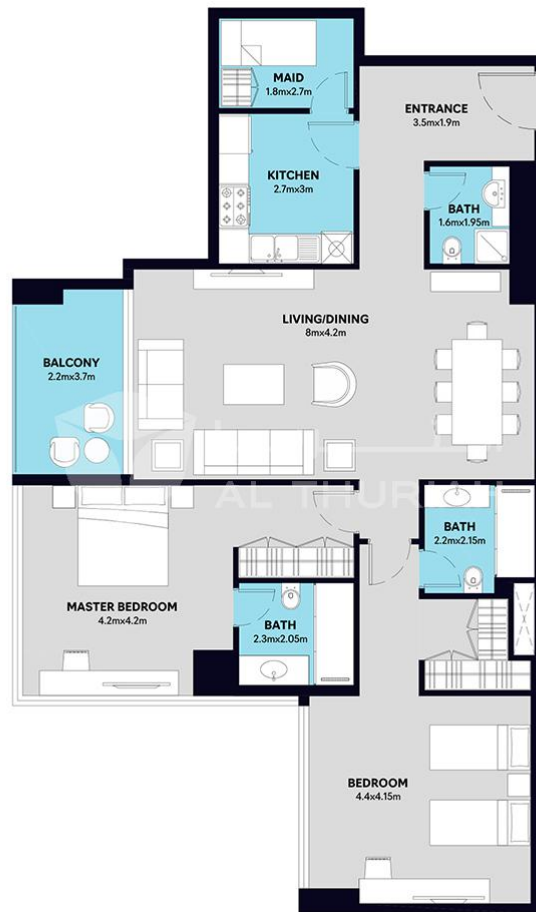 MAID
1.8mx2.7m
ENTRANCE
3.5mx1.9m
KITCHEN
2.7mx3m
BATH
1.6mx1.95m
LIVING/DINING
8mx4.2m
BALCONY
2.2mx3.7m
AL THURIAH
BATH
2.2mx2.15m
MASTER BEDROOM
4.2mx4.2m
BATH
2.3mx2.05m
BEDROOM
4.4x4.15m